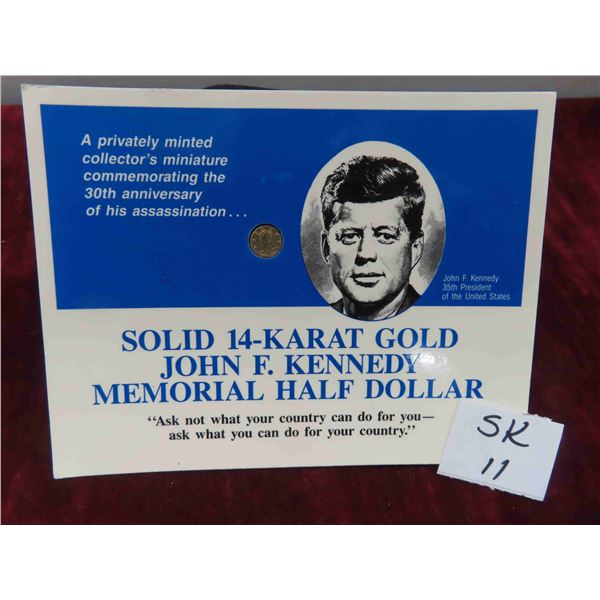 A privately minted
collector's miniature
commemorating the
30th anniversary
of his assassination...
John F. Kennedy
35th President
of the United States
SOLID 14-KARAT GOLD
JOHN F. KENNEDY
MEMORIAL HALF DOLLAR
"Ask not what your country can do for you—
ask what you can do for your country."
SK
11